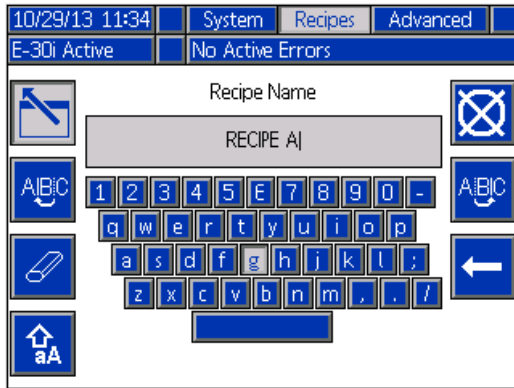 10/29/13 11:34 System Recipes Advanced
E-30i Active No Active Errors
Recipe Name
RECIPE A
A|B|C A|B|C
1 2 3 4 5 E 7 8 9 0 -
q w e r t y u i o p
a s d f g h j k l ;
z x c v b n m , . /
aA